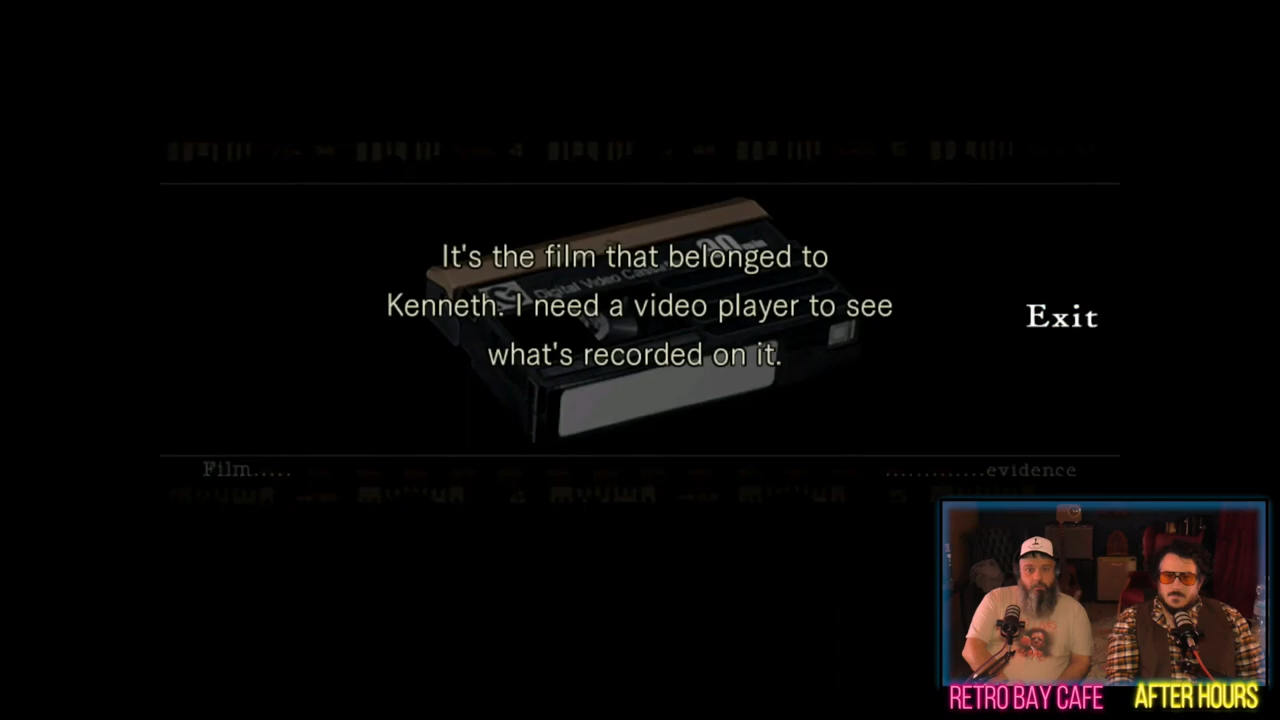 It's the film that belonged to
Kenneth. I need a video player to see
what's recorded on it.
Exit
Film.....
.............evidence
RETRO BAY CAFE
AFTER HOURS